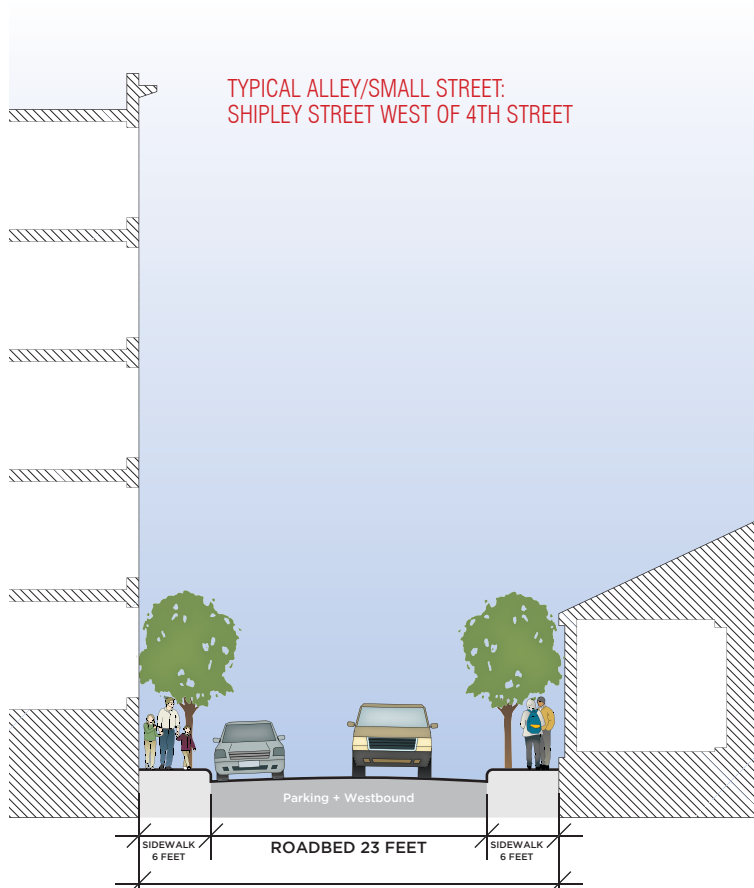 TYPICAL ALLEY/SMALL STREET:
SHIPLEY STREET WEST OF 4TH STREET
Parking + Westbound
SIDEWALK
6 FEET
ROADBED 23 FEET
SIDEWALK
6 FEET